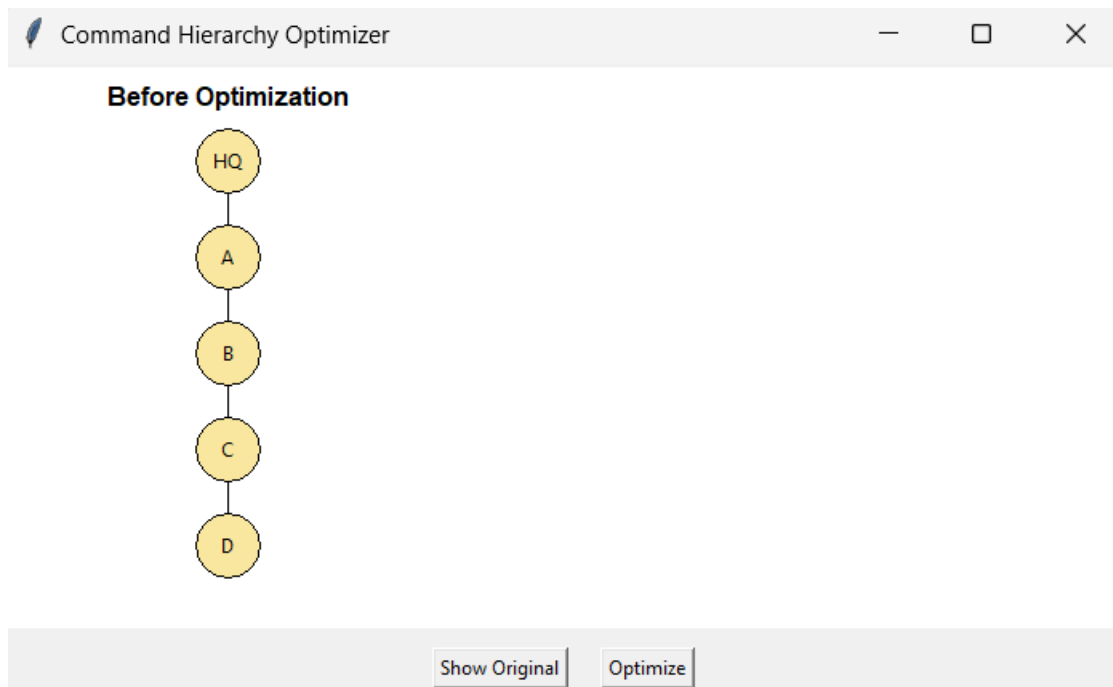 Command Hierarchy Optimizer
Before Optimization
HQ
A
B
C
D
Show Original
Optimize